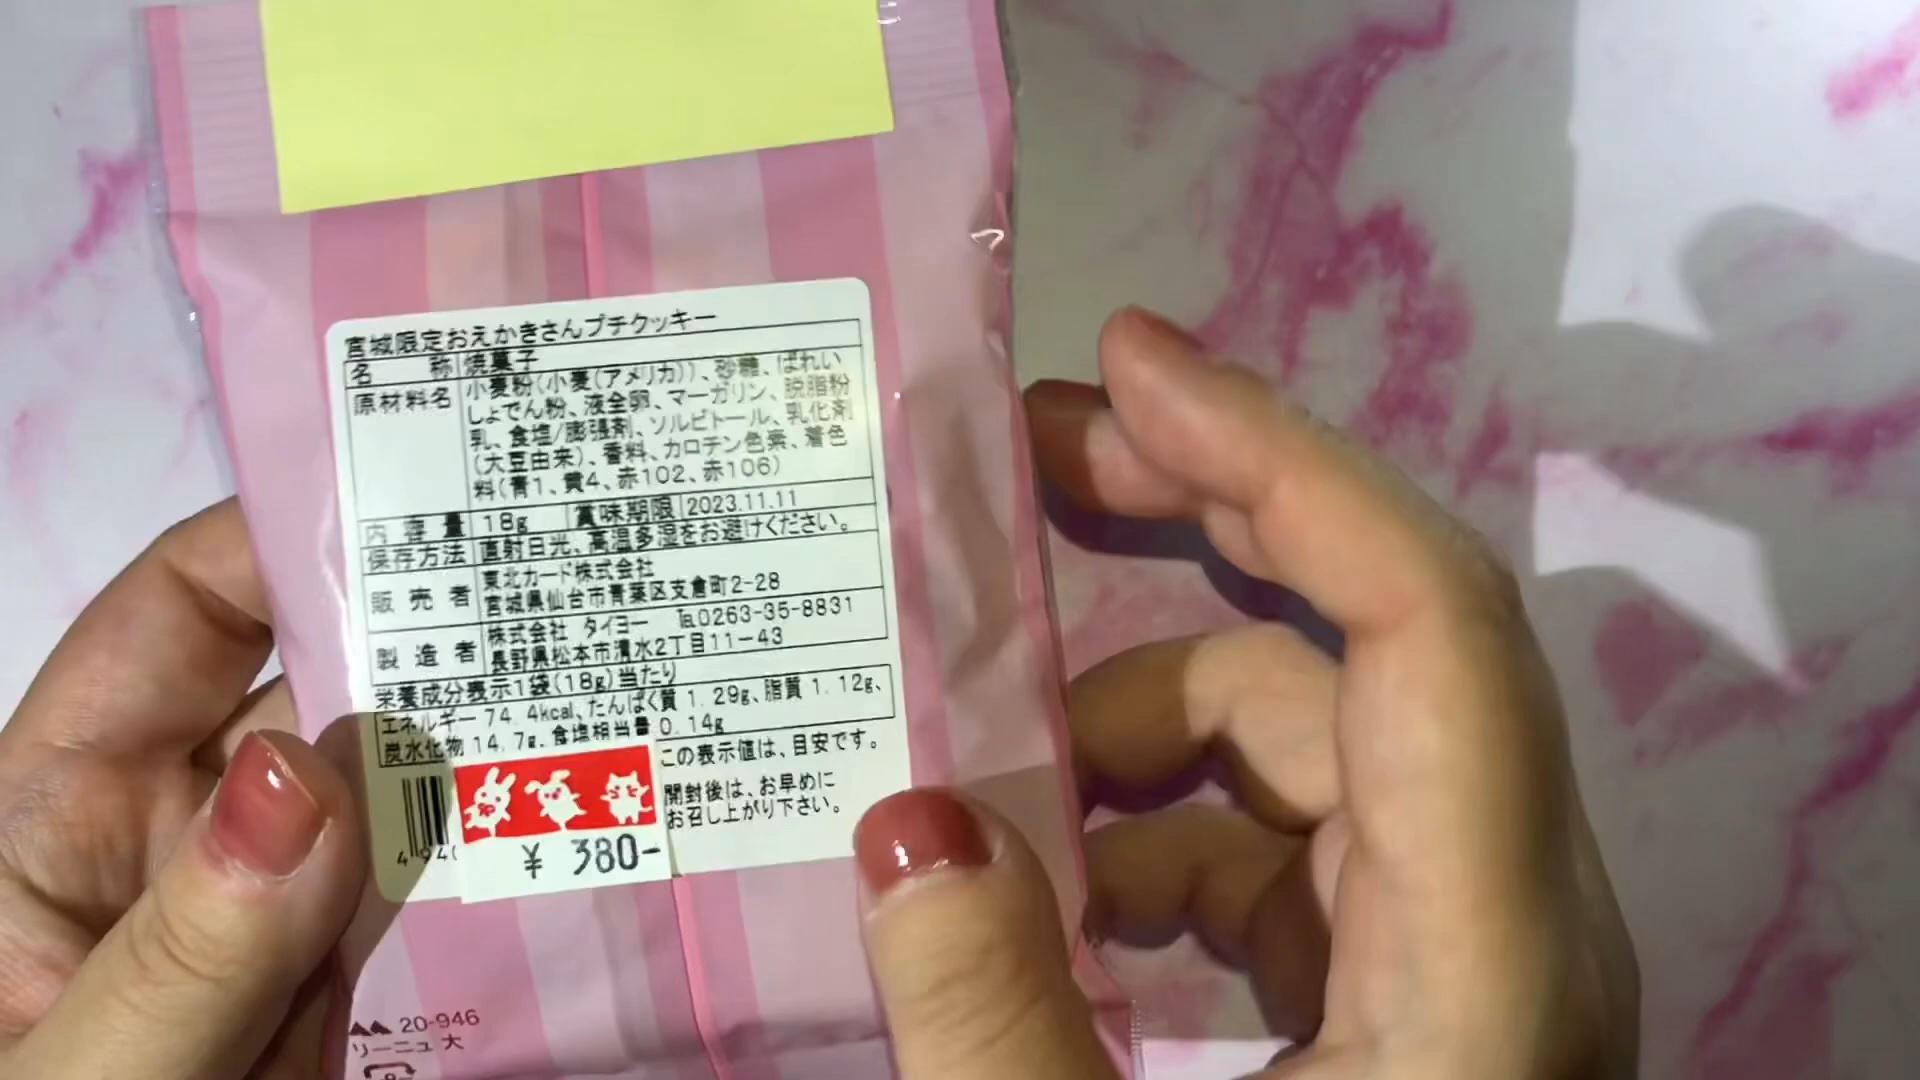 宮城限定おえかきさんプチクッキー
名称 焼菓子
原材料名 小麦粉(小麦(アメリカ))、砂糖、ばれい
しょでん粉、液全卵、マーガリン、脱脂粉
乳、食塩/膨張剤、ソルビトール、乳化剤
(大豆由来)、香料、カロチン色素、着色
料(青1、黄4、赤102、赤106)
内容量 18g 賞味期限 2023.11.11
保存方法 直射日光、高温多湿をお避けください。
販売者 東北カード株式会社
宮城県仙台市青葉区支倉町2-28
製造者 株式会社 タイヨー ℡0263-35-8831
長野県松本市清水2丁目11-43
栄養成分表示1袋(18g)当たり
エネルギー 74.4kcal、たんぱく質 1.29g、脂質 1.12g、
炭水化物 14.7g、食塩相当量 0.14g
この表示値は、目安です。
開封後は、お早めに
お召し上がり下さい。
¥ 380-
20-946
リーニュ 大